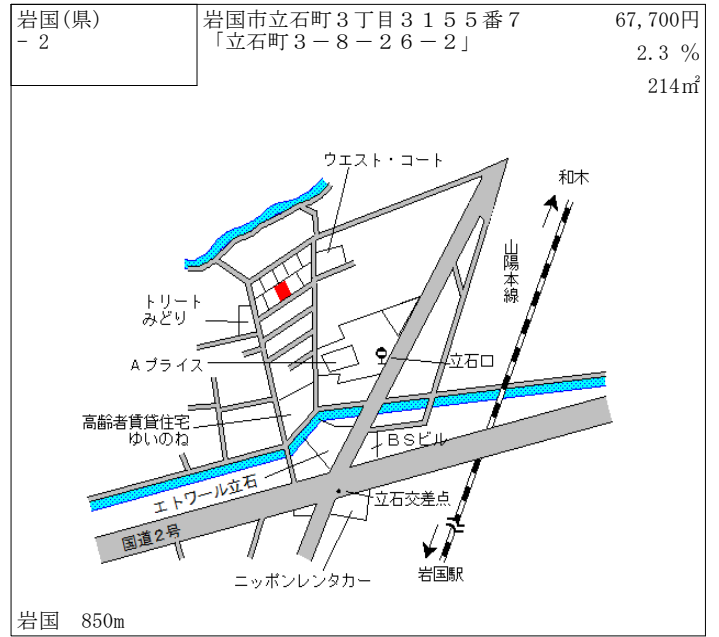 岩国(県)
－２
岩国市立石町３丁目３１５５番７
「立石町３－８－２６－２」
67,700円
2.3 %
214㎡
ウエスト・コート
和木
山陽本線
トリート
みどり
Ａプライス
立石口
高齢者賃貸住宅
ゆいのね
ＢＳビル
エトワール立石
立石交差点
国道2号
ニッポンレンタカー
岩国駅
岩国　850m